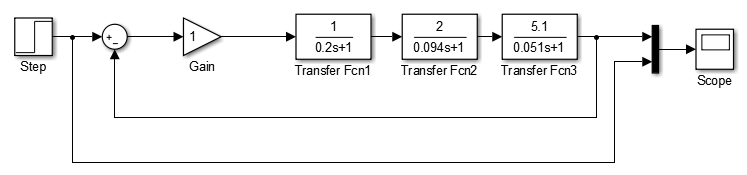 Step
+
−
1
Gain
1
0.2s+1
Transfer Fcn1
2
0.094s+1
Transfer Fcn2
5.1
0.051s+1
Transfer Fcn3
Scope